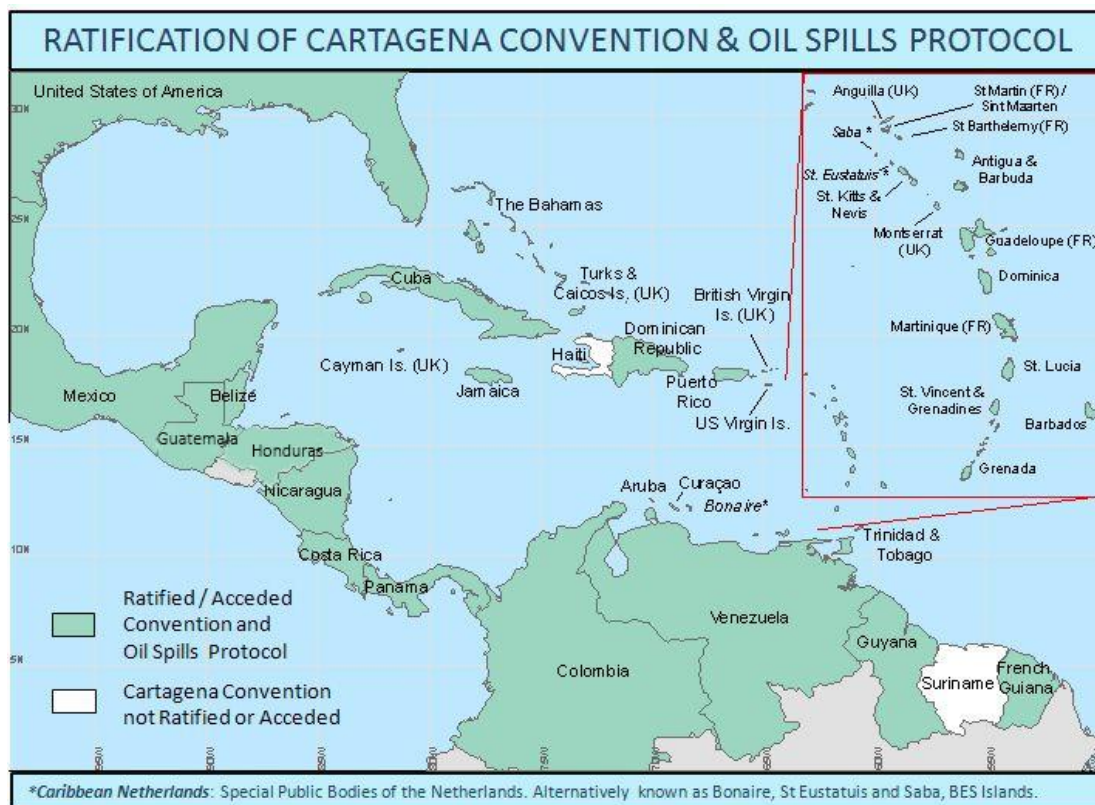 RATIFICATION OF CARTAGENA CONVENTION & OIL SPILLS PROTOCOL
United States of America
30N
25N
20N
15N
10N
5N
The Bahamas
Cuba
Turks &
Caicos Is. (UK)
British Virgin
Is. (UK)
Cayman Is. (UK)
Jamaica
Haiti
Dominican
Republic
Puerto
Rico
US Virgin Is.
Mexico
Belize
Guatemala
Honduras
Nicaragua
Costa Rica
Panama
Aruba
Curaçao
Bonaire*
Trinidad &
Tobago
Venezuela
Colombia
Guyana
Suriname
French
Guiana
Anguilla (UK)
St Martin (FR) /
Sint Maarten
St Barthelemy (FR)
Saba *
St. Eustatuis *
St. Kitts &
Nevis
Antigua &
Barbuda
Montserrat
(UK)
Guadeloupe (FR)
Dominica
Martinique (FR)
St. Lucia
St. Vincent &
Grenadines
Barbados
Grenada
Ratified / Acceded
Convention and
Oil Spills Protocol
Cartagena Convention
not Ratified or Acceded
*Caribbean Netherlands: Special Public Bodies of the Netherlands. Alternatively known as Bonaire, St Eustatuis and Saba, BES Islands.